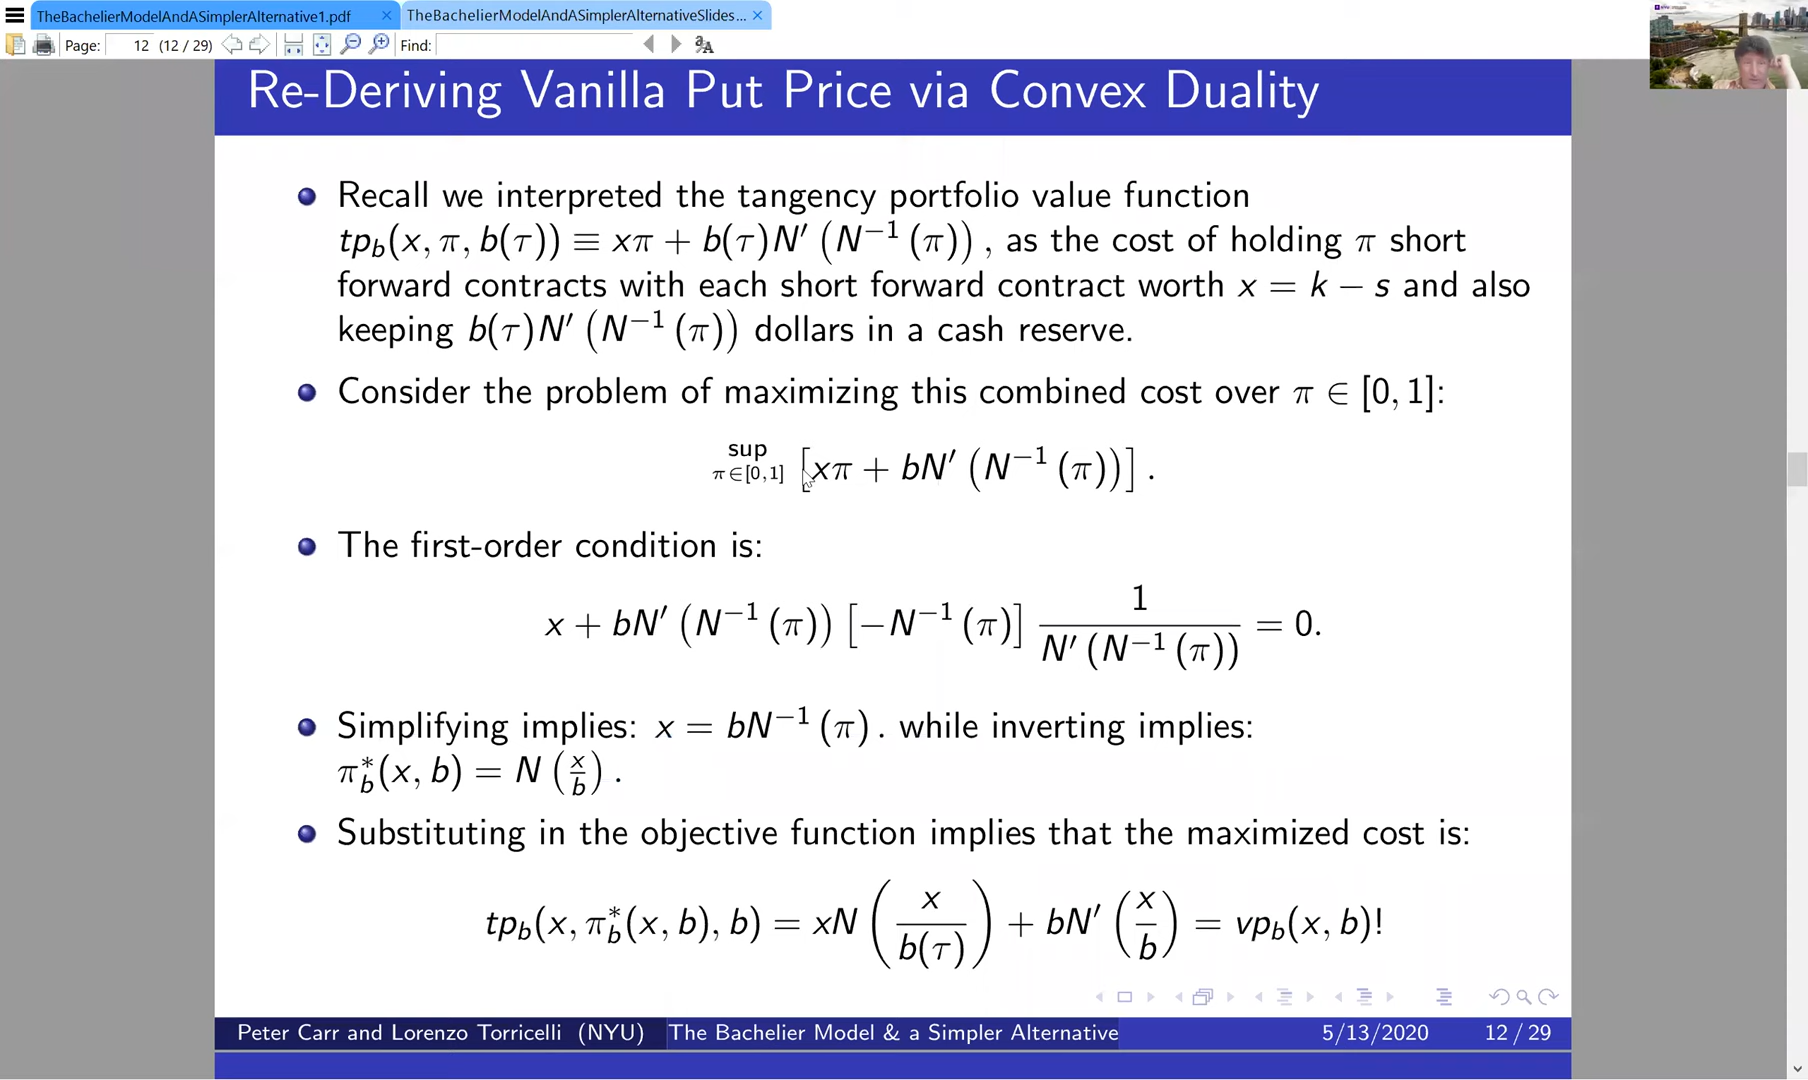 TheBachelierModelAndASimplerAlternative1.pdf × TheBachelierModelAndASimplerAlternativeSlides... ×
Page: 12 (12 / 29) Find:
Re-Deriving Vanilla Put Price via Convex Duality
Recall we interpreted the tangency portfolio value function
tp_b(x, π, b(τ)) ≡ xπ + b(τ)N′ (N⁻¹ (π)) , as the cost of holding π short
forward contracts with each short forward contract worth x = k − s and also
keeping b(τ)N′ (N⁻¹ (π)) dollars in a cash reserve.
Consider the problem of maximizing this combined cost over π ∈ [0, 1]:
sup_{π∈[0,1]} [xπ + bN′ (N⁻¹ (π))] .
The first-order condition is:
x + bN′ (N⁻¹ (π)) [−N⁻¹ (π)] 1 / N′ (N⁻¹ (π)) = 0.
Simplifying implies: x = bN⁻¹ (π) . while inverting implies:
π*_b(x, b) = N (x/b) .
Substituting in the objective function implies that the maximized cost is:
tp_b(x, π*_b(x, b), b) = xN (x / b(τ)) + bN′ (x/b) = vp_b(x, b)!
Peter Carr and Lorenzo Torricelli (NYU) The Bachelier Model & a Simpler Alternative 5/13/2020 12 / 29